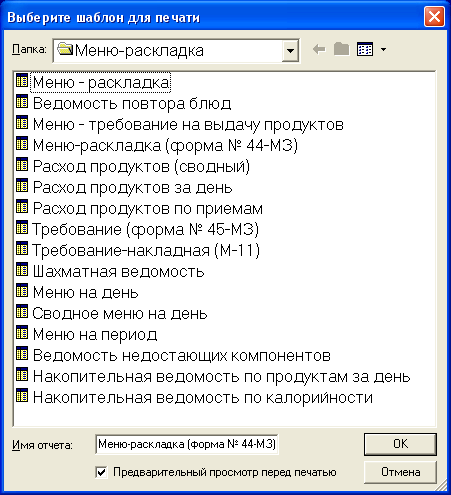 Выберите шаблон для печати
Папка: Меню-раскладка
Меню - раскладка
Ведомость повтора блюд
Меню - требование на выдачу продуктов
Меню-раскладка (форма № 44-МЗ)
Расход продуктов (сводный)
Расход продуктов за день
Расход продуктов по приемам
Требование (форма № 45-МЗ)
Требование-накладная (М-11)
Шахматная ведомость
Меню на день
Сводное меню на день
Меню на период
Ведомость недостающих компонентов
Накопительная ведомость по продуктам за день
Накопительная ведомость по калорийности
Имя отчета: Меню-раскладка (форма № 44-МЗ) OK
Предварительный просмотр перед печатью Отмена